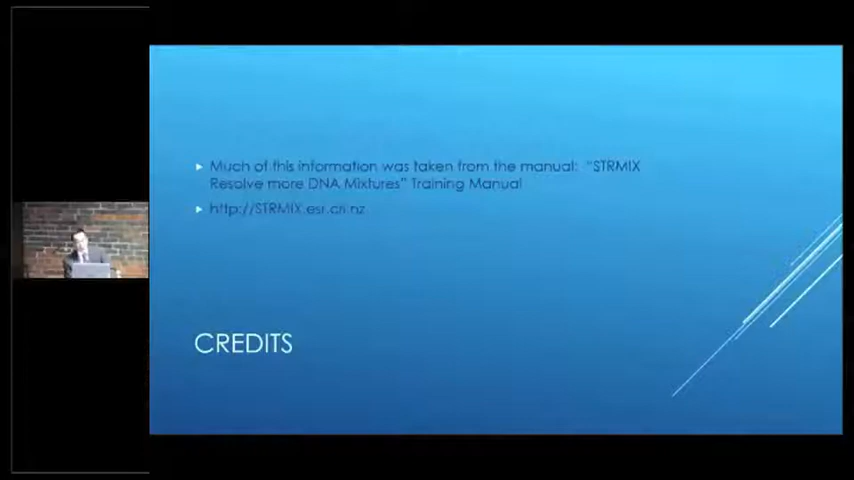 Much of this information was taken from the manual: "STRMIX
Resolve more DNA Mixtures" Training Manual
http://STRMIX.esr.cri.nz
CREDITS